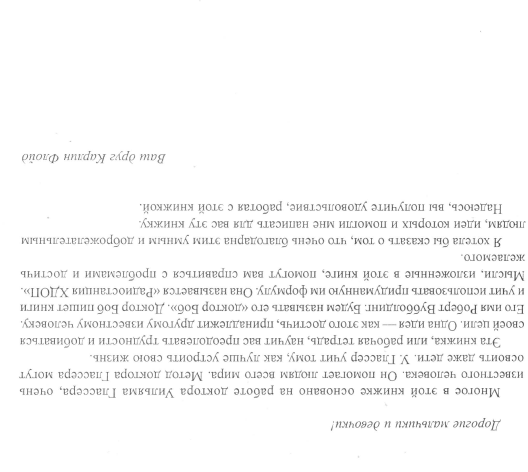 Дорогие мальчики и девочки!
Многое в этой книжке основано на работе доктора Уильяма Глассера, очень
известного человека. Он помогает людям всего мира. Метод доктора Глассера могут
освоить даже дети. У. Глассер учит тому, как лучше устроить свою жизнь.
Эта книжка, или рабочая тетрадь, научит вас преодолевать трудности и добиваться
своей цели. Одна идея — как этого достичь, принадлежит другому известному человеку.
Его имя Роберт Вубболдинг. Будем называть его «доктор Боб». Доктор Боб пишет книги
и учит использовать придуманную им формулу. Она называется «Радиостанция ХДОП».
Мысли, изложенные в этой книге, помогут вам справиться с проблемами и достичь
желаемого.
Я хотела бы сказать о том, что очень благодарна этим умным и доброжелательным
людям, идеи которых и помогли мне написать для вас эту книжку.
Надеюсь, вы получите удовольствие, работая с этой книжкой.
Ваш друг Карлин Флойд